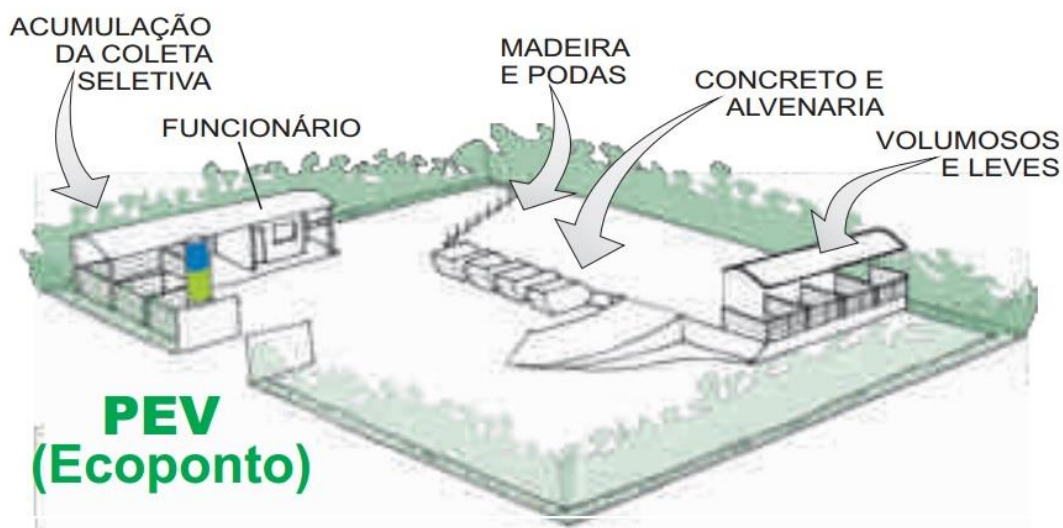 ACUMULAÇÃO
DA COLETA
SELETIVA
FUNCIONÁRIO
MADEIRA
E PODAS
CONCRETO E
ALVENARIA
VOLUMOSOS
E LEVES
PEV
(Ecoponto)